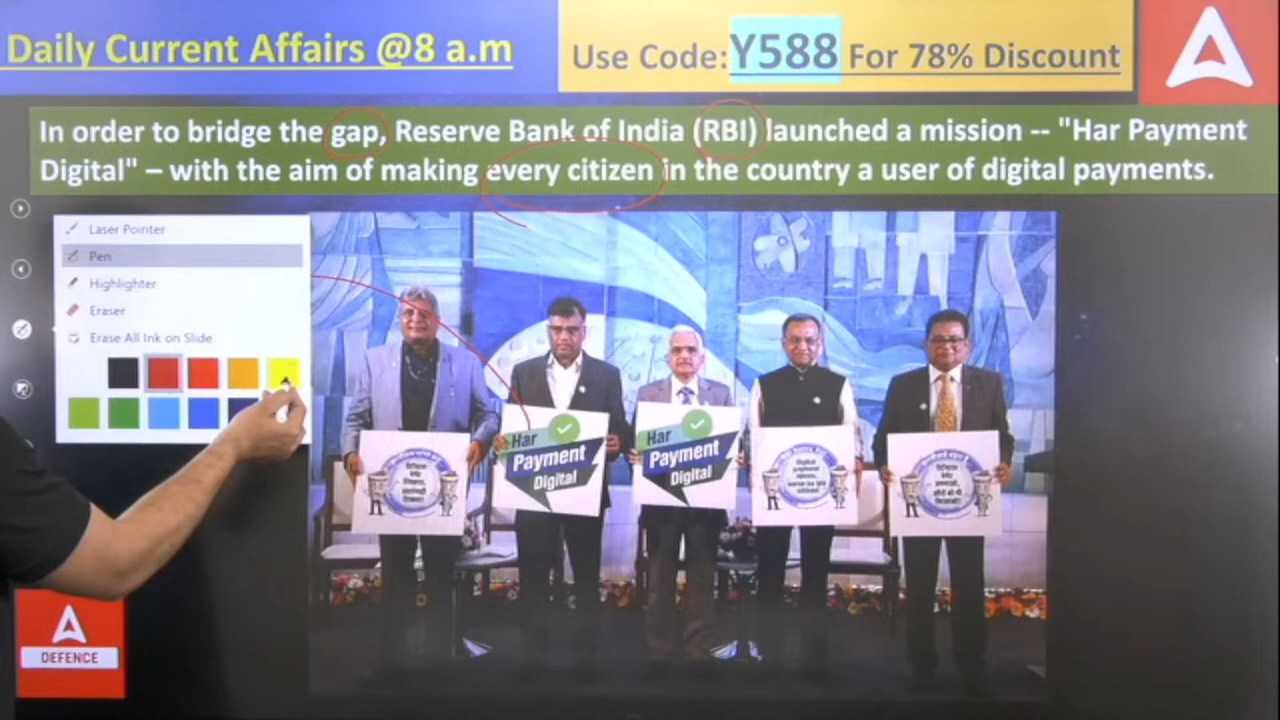 Daily Current Affairs @8 a.m
Use Code:Y588 For 78% Discount
In order to bridge the gap, Reserve Bank of India (RBI) launched a mission -- "Har Payment
Digital" – with the aim of making every citizen in the country a user of digital payments.
Laser Pointer
Pen
Highlighter
Eraser
Erase All Ink on Slide
Har
Payment
Digital
Har
Payment
Digital
DEFENCE